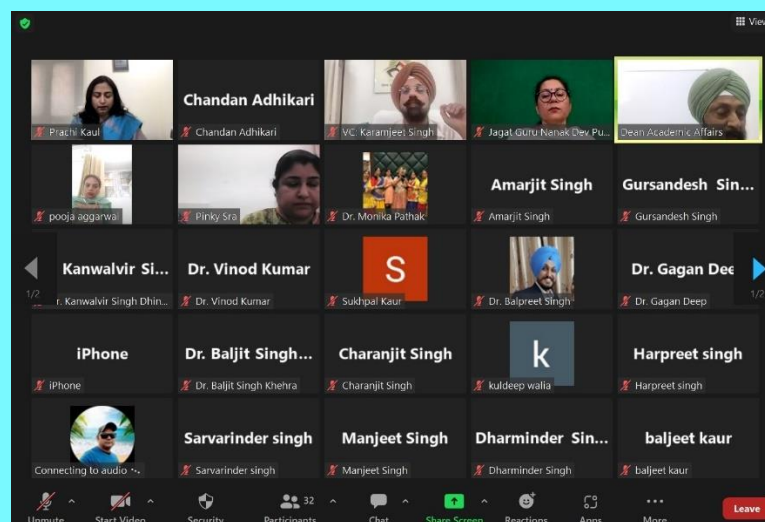 View
Prachi Kaul
Chandan Adhikari
Chandan Adhikari
VC: Karamjeet Singh
Jagat Guru Nanak Dev Pu...
Dean Academic Affairs
pooja aggarwal
Pinky Sra
Dr. Monika Pathak
Amarjit Singh
Amarjit Singh
Gursandesh Sin...
Gursandesh Singh
Kanwalvir Si...
r. Kanwalvir Singh Dhin...
Dr. Vinod Kumar
Dr. Vinod Kumar
S
Sukhpal Kaur
Dr. Balpreet Singh
Dr. Gagan Dee
Dr. Gagan Deep
1/2
1/2
iPhone
iPhone
Dr. Baljit Singh...
Dr. Baljit Singh Khehra
Charanjit Singh
Charanjit Singh
k
kuldeep walia
Harpreet singh
Harpreet singh
Connecting to audio
Sarvarinder singh
Sarvarinder singh
Manjeet Singh
Manjeet Singh
Dharminder Sin...
Dharminder Singh
baljeet kaur
baljeet kaur
Unmute
Start Video
Security
32
Participants
Chat
Share Screen
Reactions
Apps
More
Leave